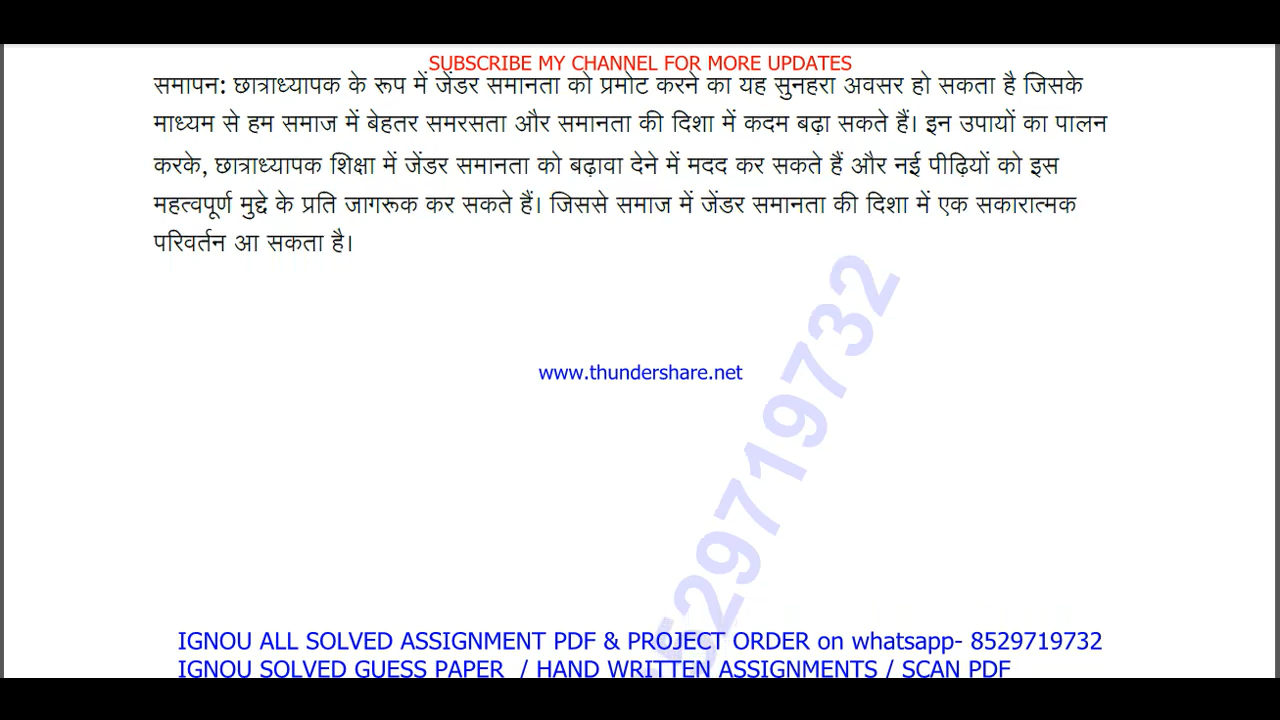 SUBSCRIBE MY CHANNEL FOR MORE UPDATES
समापन: छात्राध्यापक के रूप में जेंडर समानता को प्रमोट करने का यह सुनहरा अवसर हो सकता है जिसके
माध्यम से हम समाज में बेहतर समरसता और समानता की दिशा में कदम बढ़ा सकते हैं। इन उपायों का पालन
करके, छात्राध्यापक शिक्षा में जेंडर समानता को बढ़ावा देने में मदद कर सकते हैं और नई पीढ़ियों को इस
महत्वपूर्ण मुद्दे के प्रति जागरूक कर सकते हैं। जिससे समाज में जेंडर समानता की दिशा में एक सकारात्मक
परिवर्तन आ सकता है।
www.thundershare.net
529719732
IGNOU ALL SOLVED ASSIGNMENT PDF & PROJECT ORDER on whatsapp- 8529719732
IGNOU SOLVED GUESS PAPER / HAND WRITTEN ASSIGNMENTS / SCAN PDF